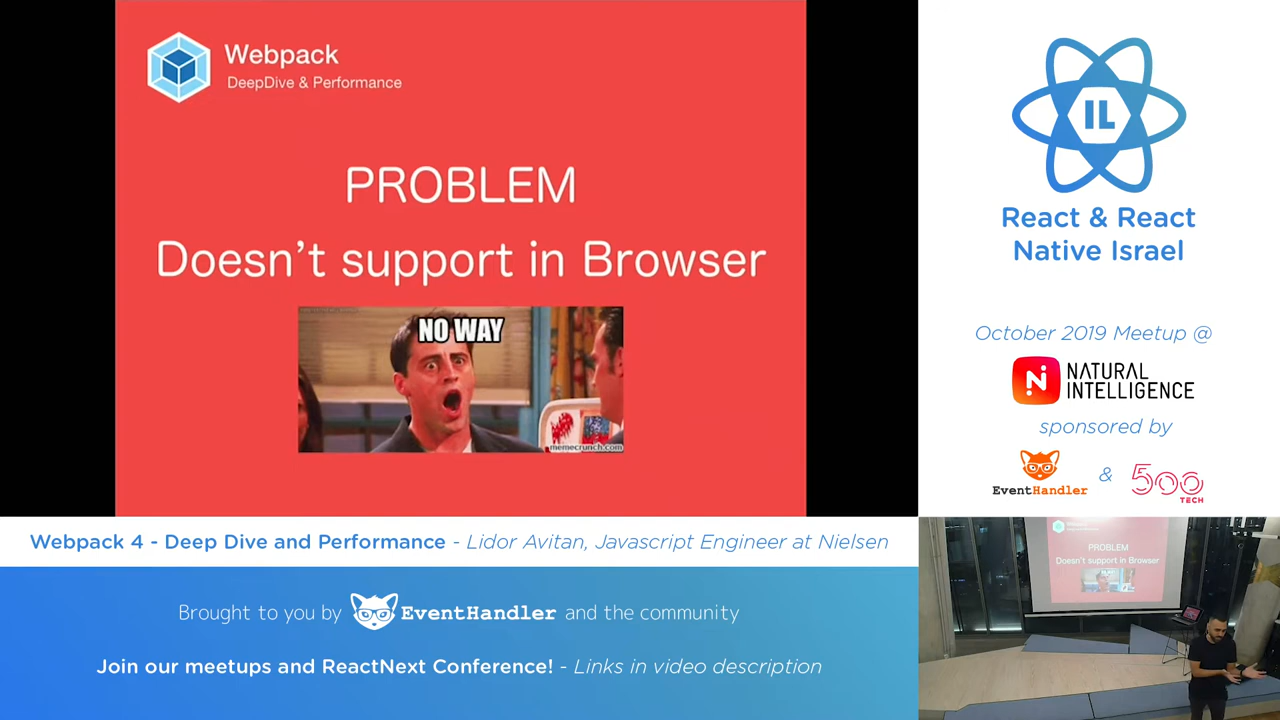 Webpack
DeepDive & Performance
PROBLEM
Doesn't support in Browser
NO WAY
memecrunch.com
IL
React & React
Native Israel
October 2019 Meetup @
NATURAL
INTELLIGENCE
sponsored by
EventHandler & 500
TECH
Webpack 4 - Deep Dive and Performance - Lidor Avitan, Javascript Engineer at Nielsen
Brought to you by EventHandler and the community
Join our meetups and ReactNext Conference! - Links in video description
PROBLEM
Doesn't support in Browser